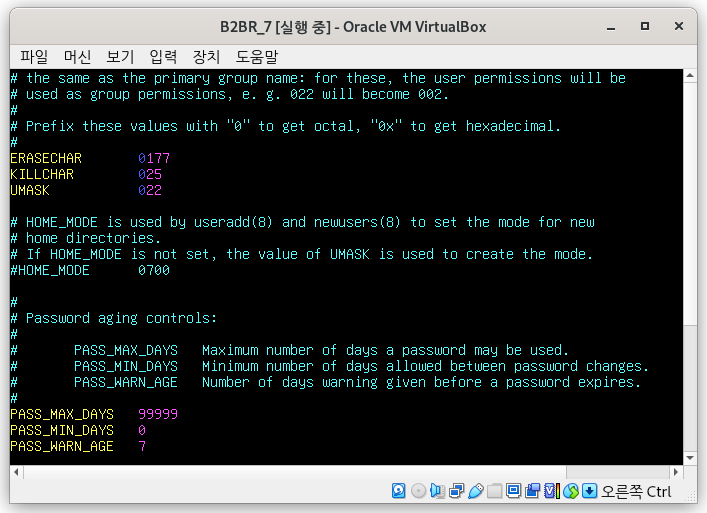 B2BR_7 [실행 중] - Oracle VM VirtualBox
파일 머신 보기 입력 장치 도움말
# the same as the primary group name: for these, the user permissions will be
# used as group permissions, e. g. 022 will become 002.
#
# Prefix these values with "0" to get octal, "0x" to get hexadecimal.
#
ERASECHAR 0177
KILLCHAR 025
UMASK 022
# HOME_MODE is used by useradd(8) and newusers(8) to set the mode for new
# home directories.
# If HOME_MODE is not set, the value of UMASK is used to create the mode.
#HOME_MODE 0700
#
# Password aging controls:
#
# PASS_MAX_DAYS Maximum number of days a password may be used.
# PASS_MIN_DAYS Minimum number of days allowed between password changes.
# PASS_WARN_AGE Number of days warning given before a password expires.
#
PASS_MAX_DAYS 99999
PASS_MIN_DAYS 0
PASS_WARN_AGE 7
오른쪽 Ctrl